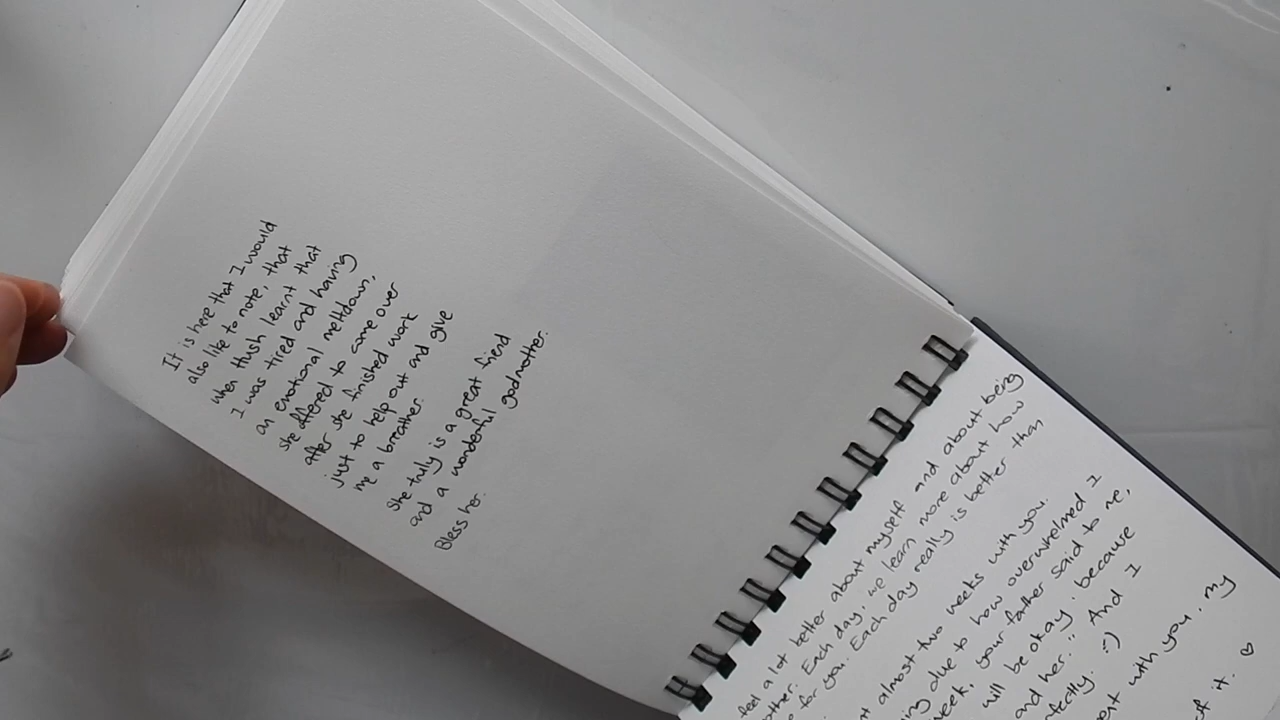 It is here that I would
also like to note, that
when Hush learnt that
I was tired and having
an emotional meltdown,
she offered to come over
after she finished work
just to help out and give
me a breather.
She truly is a great friend
and a wonderful godmother.
Bless her.
feel a lot better about myself and about being
other. Each day, we learn more about how
for you. Each day really is better than
almost two weeks with you.
due to how overwhelmed I
week, your father said to me,
will be okay, because
and her." And I
:)
with you, my
of it. ♡